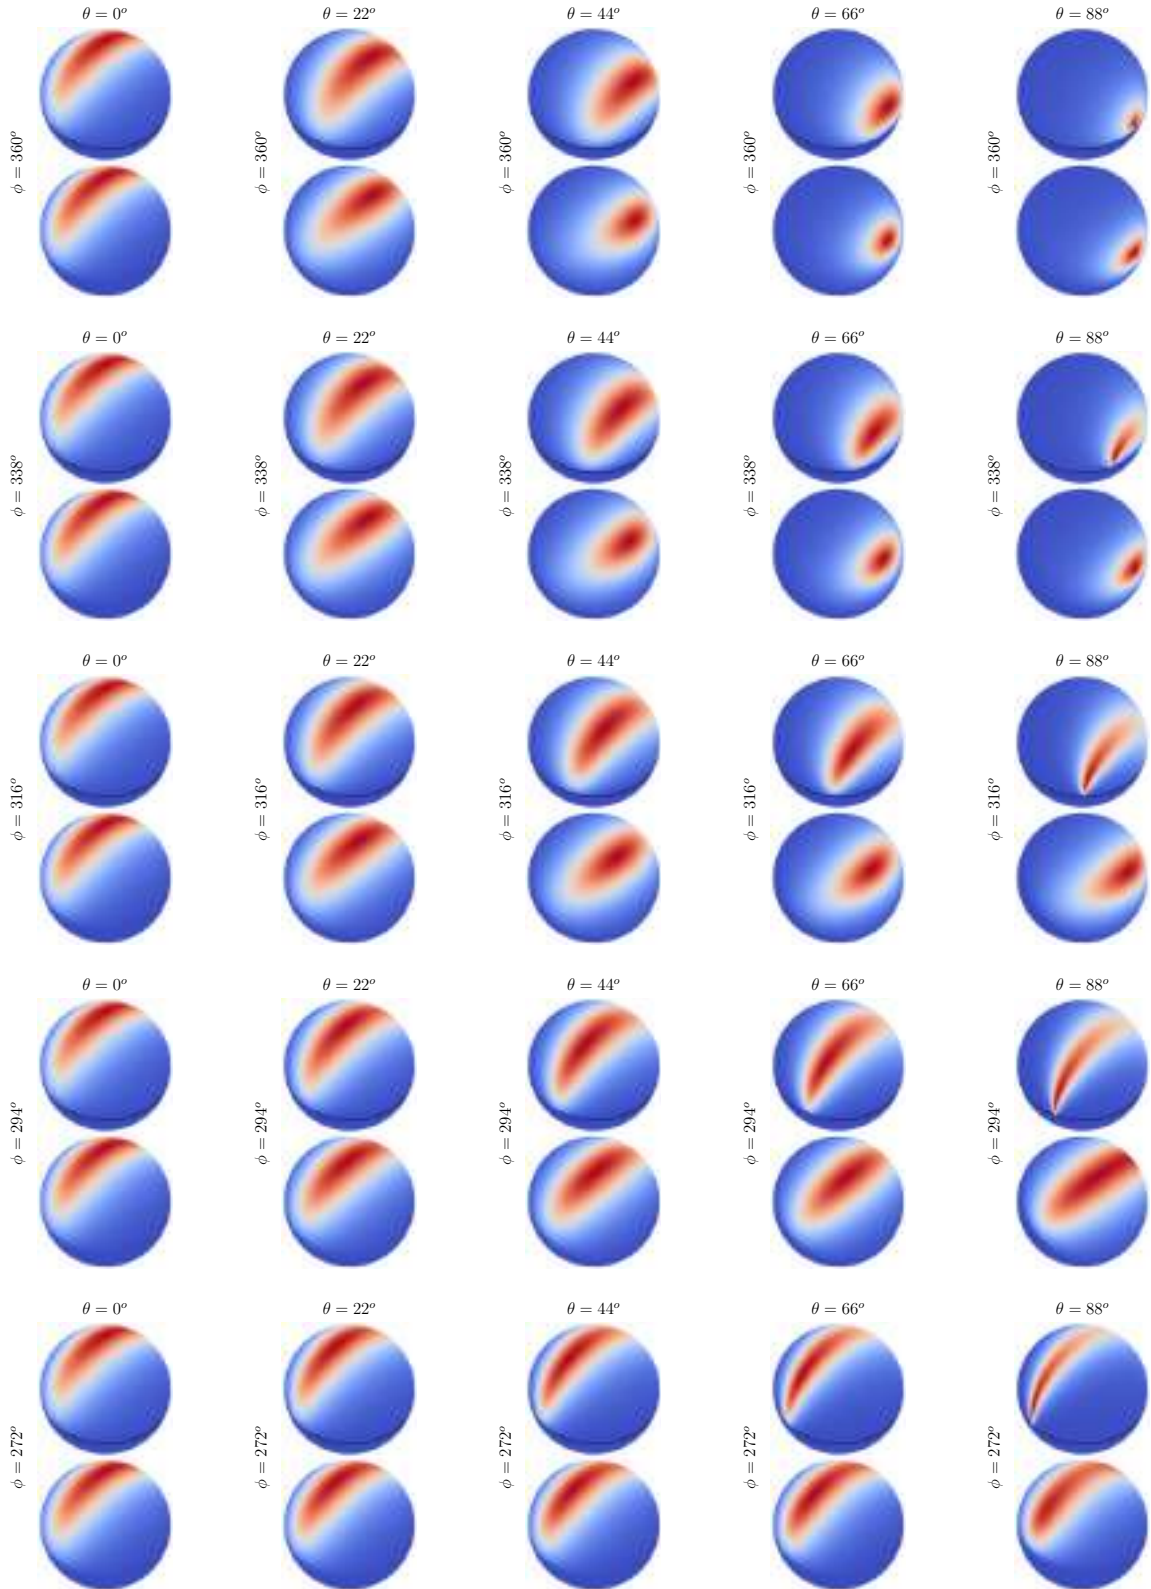 θ = 0° θ = 22° θ = 44° θ = 66° θ = 88°
ϕ = 360° ϕ = 360° ϕ = 360° ϕ = 360° ϕ = 360°
θ = 0° θ = 22° θ = 44° θ = 66° θ = 88°
ϕ = 338° ϕ = 338° ϕ = 338° ϕ = 338° ϕ = 338°
θ = 0° θ = 22° θ = 44° θ = 66° θ = 88°
ϕ = 316° ϕ = 316° ϕ = 316° ϕ = 316° ϕ = 316°
θ = 0° θ = 22° θ = 44° θ = 66° θ = 88°
ϕ = 294° ϕ = 294° ϕ = 294° ϕ = 294° ϕ = 294°
θ = 0° θ = 22° θ = 44° θ = 66° θ = 88°
ϕ = 272° ϕ = 272° ϕ = 272° ϕ = 272° ϕ = 272°